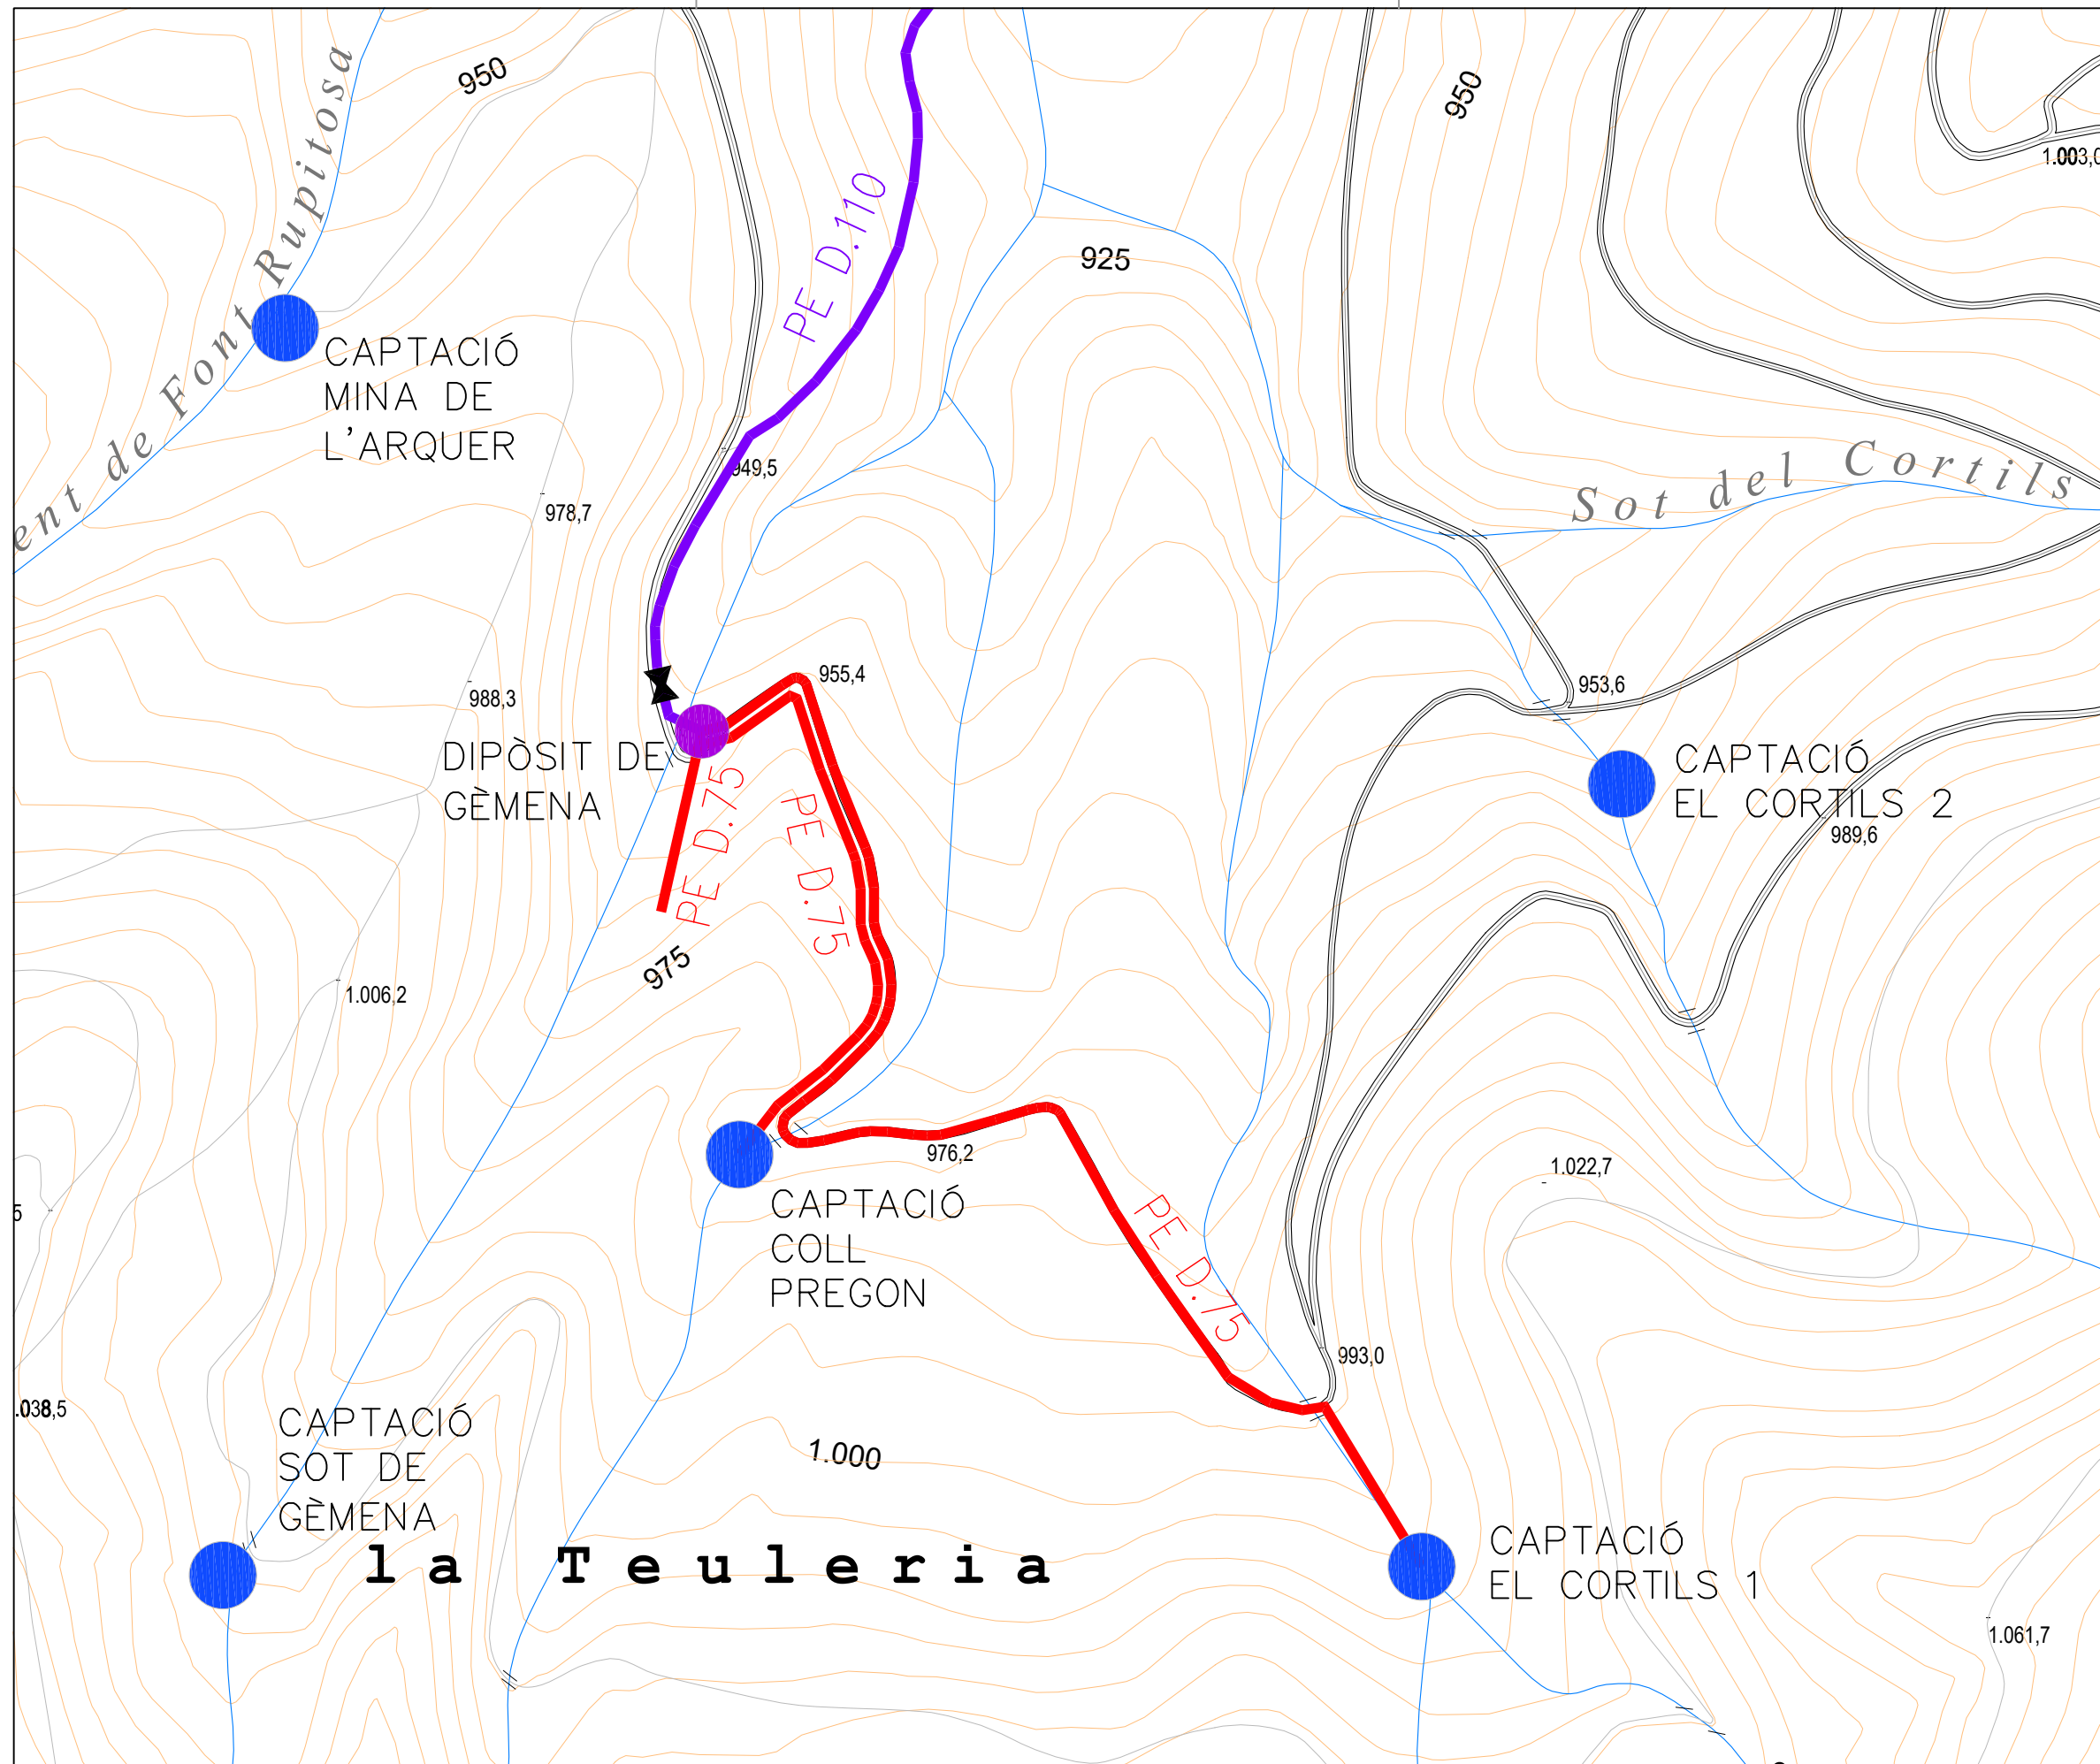 950
950
ent de Font Rupitosa
1.003,0
PE D.110
925
CAPTACIÓ
MINA DE
L'ARQUER
949,5
Sot del Cortils
978,7
955,4
953,6
988,3
DIPÒSIT DE
GÈMENA
CAPTACIÓ
EL CORTILS 2
989,6
PE D.75
PE D.75
975
1.006,2
976,2
1.022,7
CAPTACIÓ
COLL
PREGON
PE D.75
5
993,0
.038,5
CAPTACIÓ
SOT DE
GÈMENA
1.000
la Teuleria
CAPTACIÓ
EL CORTILS 1
1.061,7